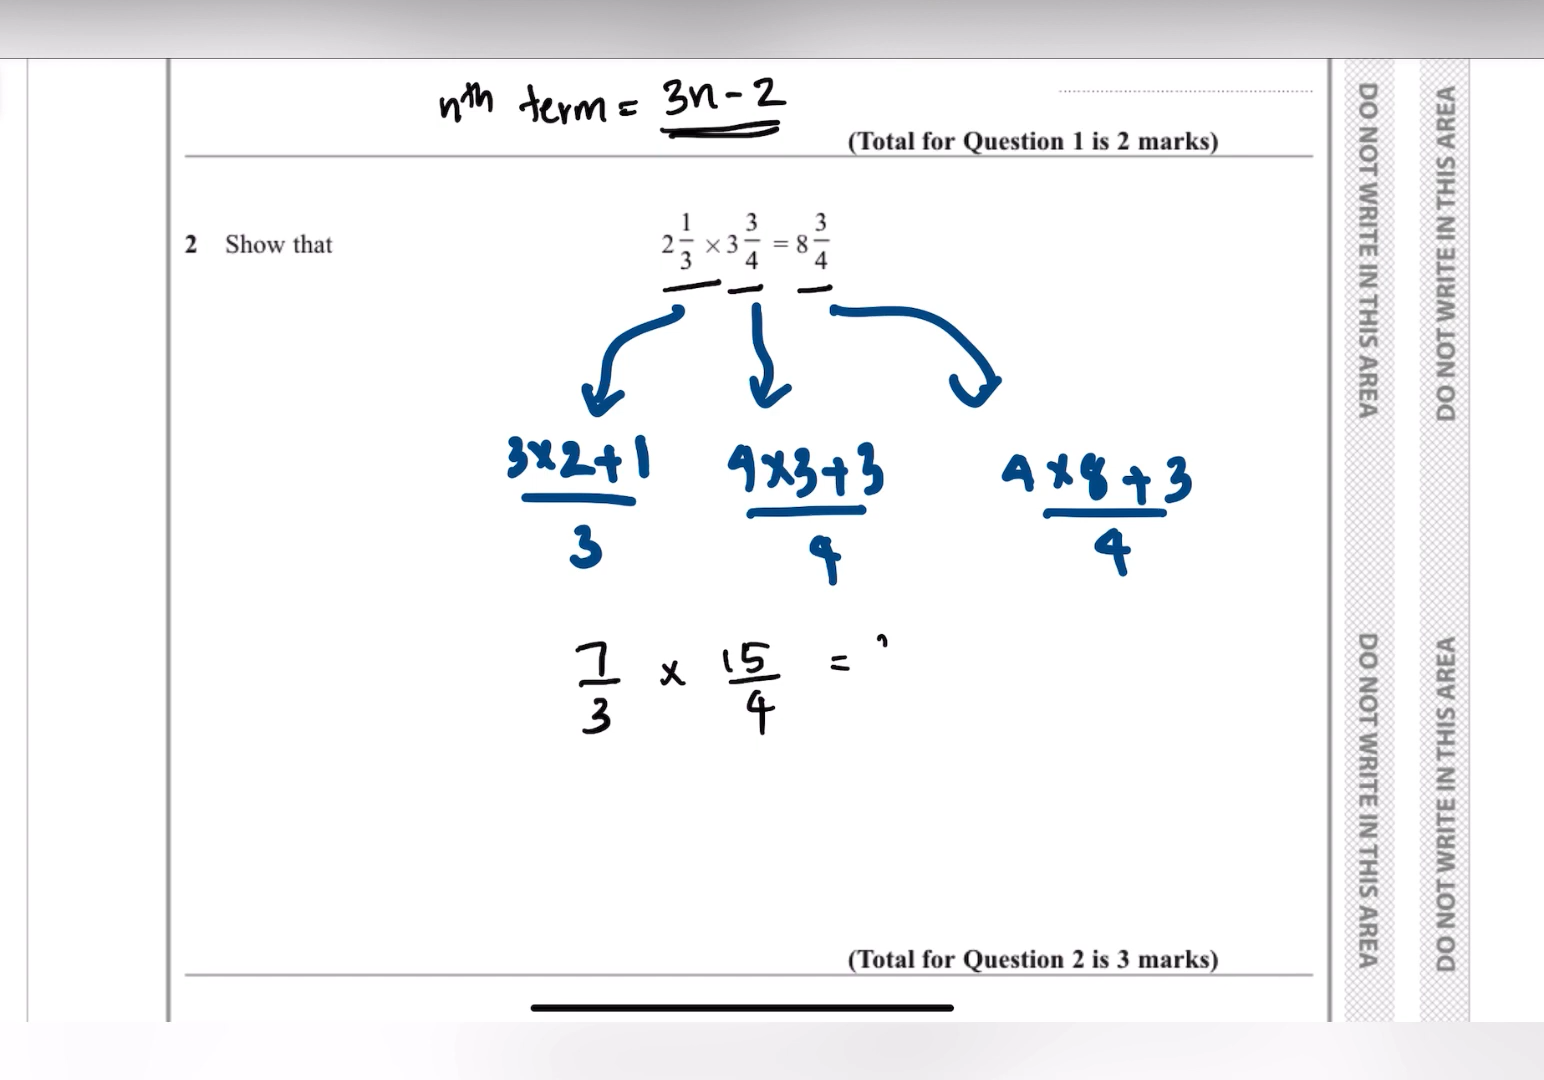 nth term = 3n - 2
(Total for Question 1 is 2 marks)
2 Show that 2 1/3 × 3 3/4 = 8 3/4
3×2+1 4×3+3 4×8+3
3 4 4
7/3 × 15/4 =
(Total for Question 2 is 3 marks)
DO NOT WRITE IN THIS AREA
DO NOT WRITE IN THIS AREA
DO NOT WRITE IN THIS AREA
DO NOT WRITE IN THIS AREA